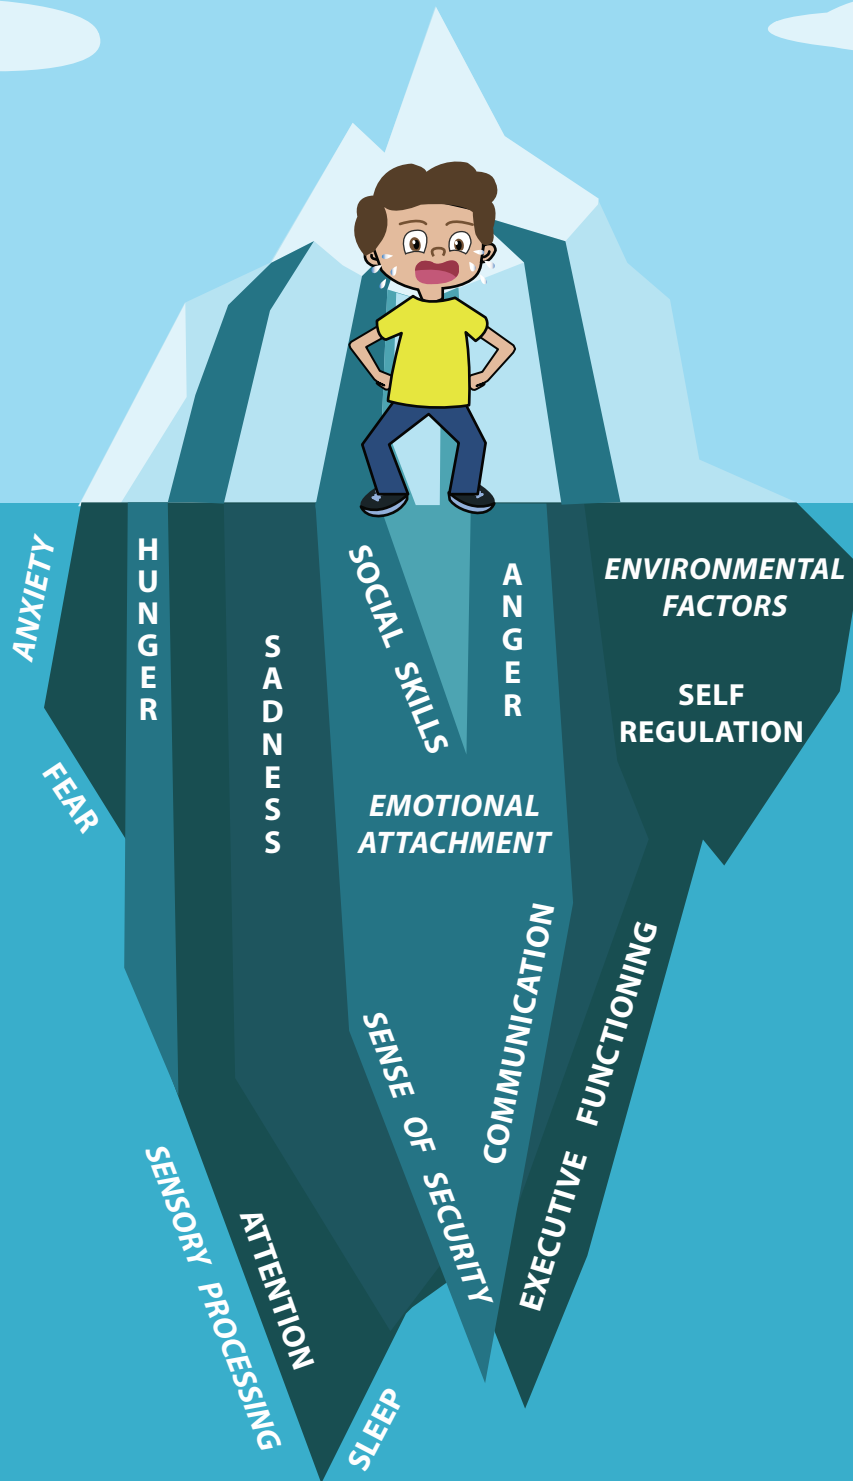 ANXIETY
HUNGER
SOCIAL SKILLS
ANGER
ENVIRONMENTAL
FACTORS
SADNESS
SELF
REGULATION
FEAR
EMOTIONAL
ATTACHMENT
COMMUNICATION
EXECUTIVE FUNCTIONING
SENSE OF SECURITY
SENSORY PROCESSING
ATTENTION
SLEEP